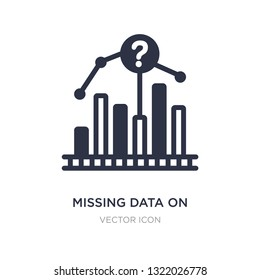 ?
MISSING DATA ON
VECTOR ICON
shutterstock.com · 1322026778